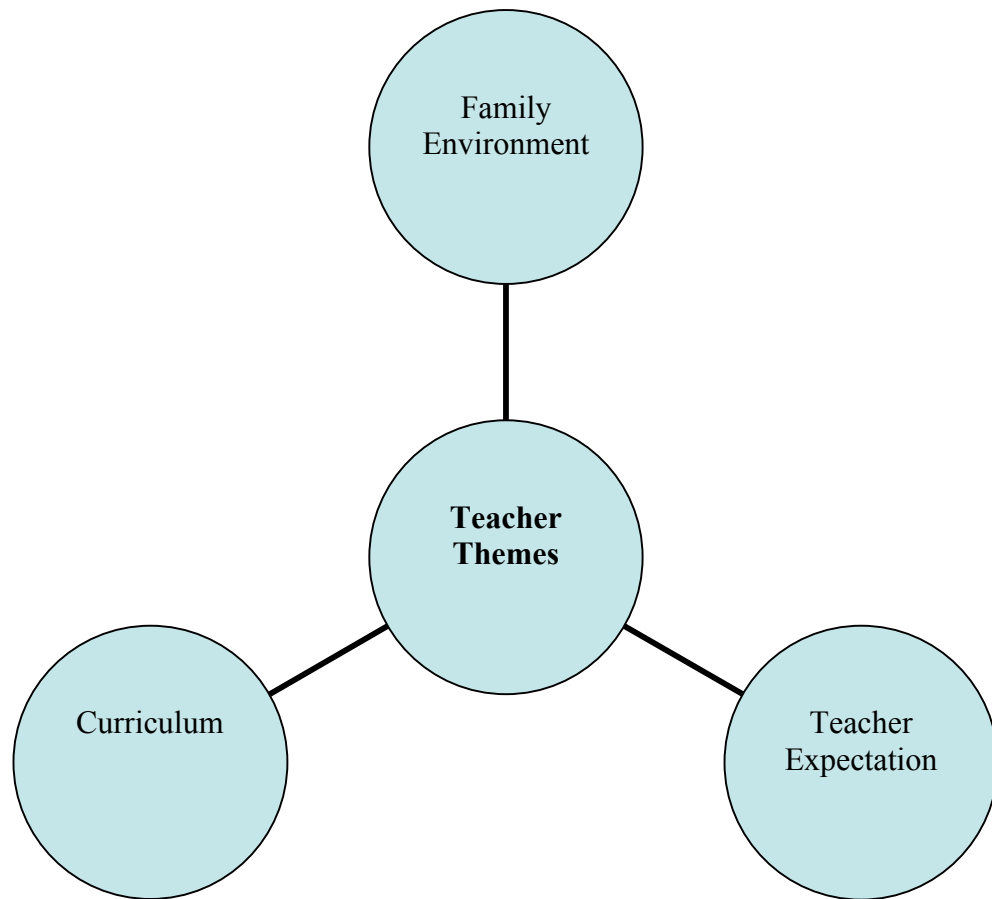 Family
Environment
Teacher
Themes
Curriculum
Teacher
Expectation